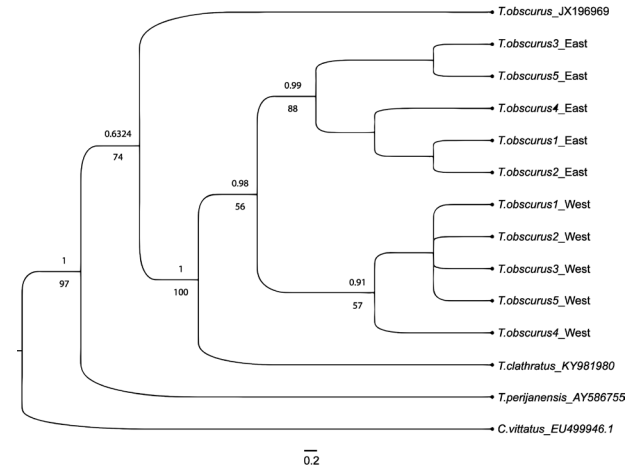 T.obscurus_JX196969
T.obscurus3_East
0.99
T.obscurus5_East
88
T.obscurus4_East
0.6324
T.obscurus1_East
74
T.obscurus2_East
0.98
T.obscurus1_West
56
T.obscurus2_West
1
T.obscurus3_West
1
97
100
0.91
T.obscurus5_West
57
T.obscurus4_West
T.clathratus_KY981980
T.perijanensis_AY586755
C.vittatus_EU499946.1
0.2